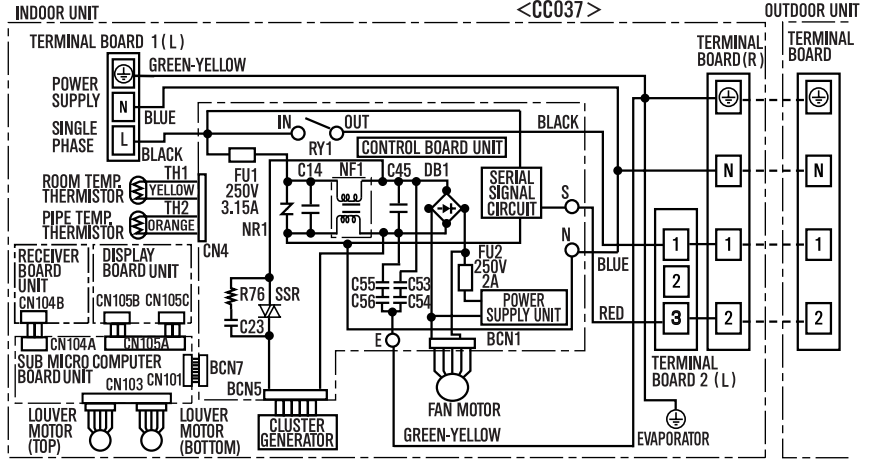 <CC037>
INDOOR UNIT
OUTDOOR UNIT
TERMINAL BOARD 1(L)
TERMINAL
BOARD(R)
TERMINAL
BOARD
GREEN-YELLOW
POWER
SUPPLY
N
BLUE
SINGLE
PHASE
L
BLACK
IN
OUT
RY1
BLACK
CONTROL BOARD UNIT
N
N
ROOM TEMP.
THERMISTOR
TH1
YELLOW
PIPE TEMP.
THERMISTOR
TH2
ORANGE
CN4
FU1
250V
3.15A
NR1
C14
NF1
C45
DB1
SERIAL
SIGNAL
CIRCUIT
S
N
BLUE
1
2
3
1
2
1
2
RECEIVER
BOARD
UNIT
CN104B
DISPLAY
BOARD UNIT
CN105B
CN105C
R76
SSR
C23
C55
C56
C53
C54
FU2
250V
2A
POWER
SUPPLY UNIT
RED
E
BCN1
CN104A
CN105A
SUB MICRO COMPUTER
BOARD UNIT
CN103
CN101
BCN7
BCN5
TERMINAL
BOARD 2 (L)
LOUVER
MOTOR
(TOP)
LOUVER
MOTOR
(BOTTOM)
CLUSTER
GENERATOR
FAN MOTOR
GREEN-YELLOW
EVAPORATOR